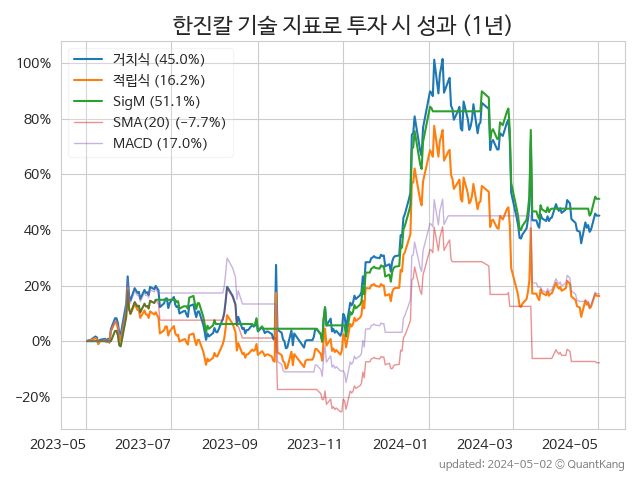 한진칼 기술 지표로 투자 시 성과 (1년)
거치식 (45.0%)
적립식 (16.2%)
SigM (51.1%)
SMA(20) (−7.7%)
MACD (17.0%)
100%
80%
60%
40%
20%
0%
−20%
2023-05 2023-07 2023-09 2023-11 2024-01 2024-03 2024-05
updated: 2024-05-02 © QuantKang